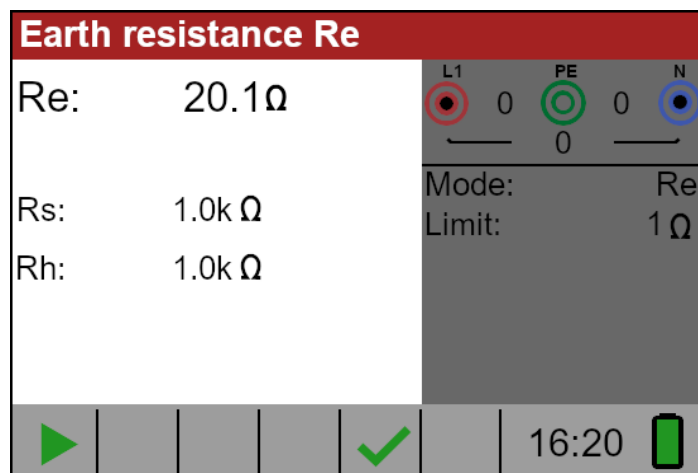 Earth resistance Re
Re: 20.1Ω
Rs: 1.0k Ω
Rh: 1.0k Ω
L1 PE N
0 0
0
Mode: Re
Limit: 1 Ω
16:20